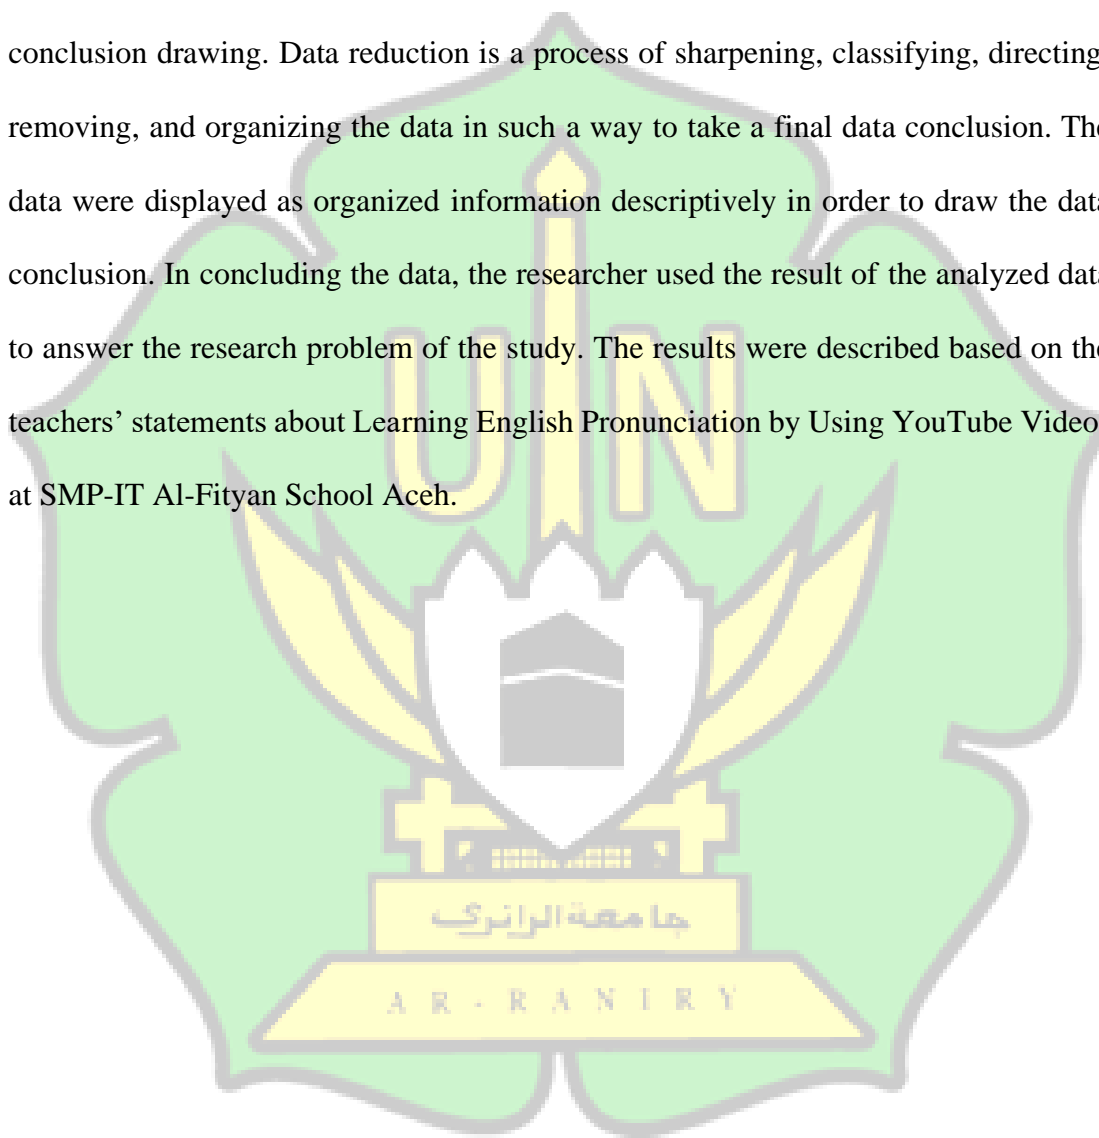 conclusion drawing. Data reduction is a process of sharpening, classifying, directing
removing, and organizing the data in such a way to take a final data conclusion. The
data were displayed as organized information descriptively in order to draw the data
conclusion. In concluding the data, the researcher used the result of the analyzed data
to answer the research problem of the study. The results were described based on the
teachers’ statements about Learning English Pronunciation by Using YouTube Video
at SMP-IT Al-Fityan School Aceh.
UIN
جامعة الرانري
AR-RANIRY